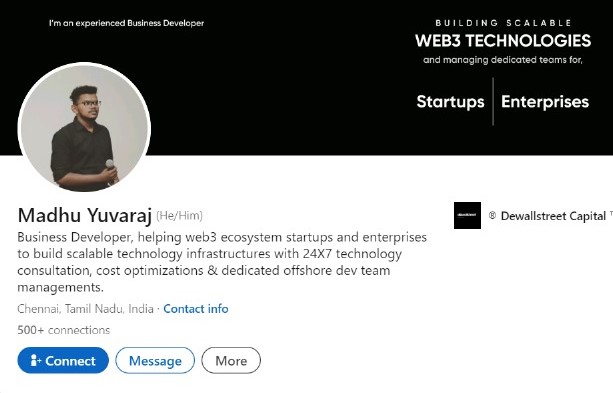 I'm an experienced Business Developer
BUILDING SCALABLE
WEB3 TECHNOLOGIES
and managing dedicated teams for,
Startups | Enterprises
Madhu Yuvaraj (He/Him)
Business Developer, helping web3 ecosystem startups and enterprises
to build scalable technology infrastructures with 24X7 technology
consultation, cost optimizations & dedicated offshore dev team
managements.
Chennai, Tamil Nadu, India · Contact info
500+ connections
Connect
Message
More
dewallstreet
® Dewallstreet Capital